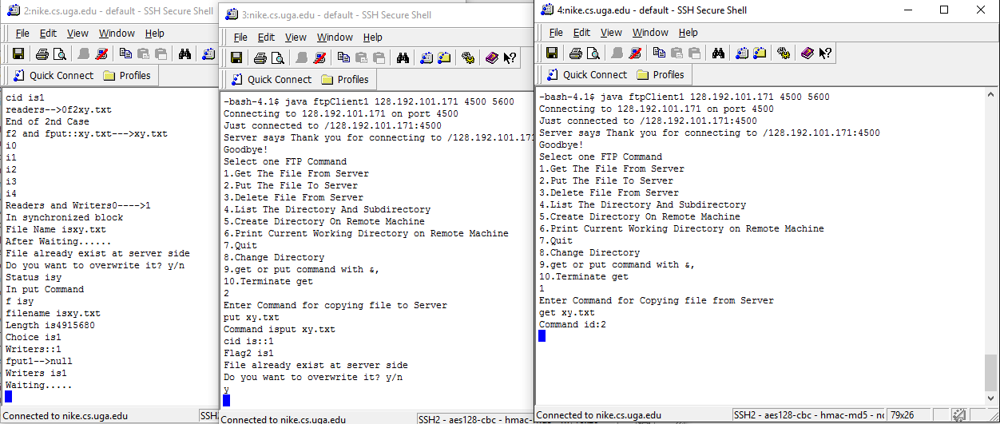 2:nike.cs.uga.edu - default - SSH Secure Shell
File Edit View Window Help
Quick Connect Profiles
cid is1
readers-->0f2xy.txt
End of 2nd Case
f2 and fput::xy.txt--->xy.txt
i0
i1
i2
i3
i4
Readers and Writers0---->1
In synchronized block
File Name isxy.txt
After Waiting......
File already exist at server side
Do you want to overwrite it? y/n
Status isy
In put Command
f isy
filename isxy.txt
Length is4915680
Choice is1
Writers::1
fput1-->null
Writers is1
Waiting.....
Connected to nike.cs.uga.edu
SSH
3:nike.cs.uga.edu - default - SSH Secure Shell
File Edit View Window Help
Quick Connect Profiles
-bash-4.1$ java ftpClient1 128.192.101.171 4500 5600
Connecting to 128.192.101.171 on port 4500
Just connected to /128.192.101.171:4500
Server says Thank you for connecting to /128.192.101.171
Goodbye!
Select one FTP Command
1.Get The File From Server
2.Put The File To Server
3.Delete File From Server
4.List The Directory And Subdirectory
5.Create Directory On Remote Machine
6.Print Current Working Directory on Remote Machine
7.Quit
8.Change Directory
9.get or put command with &,
10.Terminate get
2
Enter Command for copying file to Server
put xy.txt
Command isput xy.txt
cid is::1
Flag2 is1
File already exist at server side
Do you want to overwrite it? y/n
y
Connected to nike.cs.uga.edu
SSH2 - aes128-cbc - hmac-
4:nike.cs.uga.edu - default - SSH Secure Shell
File Edit View Window Help
Quick Connect Profiles
-bash-4.1$ java ftpClient1 128.192.101.171 4500 5600
Connecting to 128.192.101.171 on port 4500
Just connected to /128.192.101.171:4500
Server says Thank you for connecting to /128.192.101.171:4500
Goodbye!
Select one FTP Command
1.Get The File From Server
2.Put The File To Server
3.Delete File From Server
4.List The Directory And Subdirectory
5.Create Directory On Remote Machine
6.Print Current Working Directory on Remote Machine
7.Quit
8.Change Directory
9.get or put command with &,
10.Terminate get
1
Enter Command for Copying file from Server
get xy.txt
Command id:2
Connected to nike.cs.uga.edu
SSH2 - aes128-cbc - hmac-md5 - nc
79x26